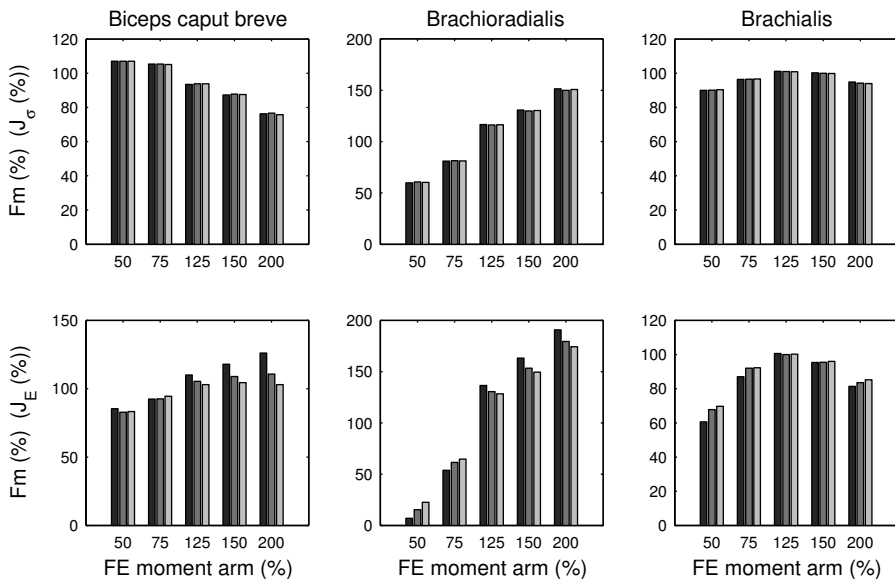 Biceps caput breve
Brachioradialis
Brachialis
Fm (%) (J_σ (%))
120
100
80
60
40
20
0
50 75 125 150 200
200
150
100
50
0
50 75 125 150 200
120
100
80
60
40
20
0
50 75 125 150 200
Fm (%) (J_E (%))
150
100
50
0
50 75 125 150 200
FE moment arm (%)
200
150
100
50
0
50 75 125 150 200
FE moment arm (%)
120
100
80
60
40
20
0
50 75 125 150 200
FE moment arm (%)